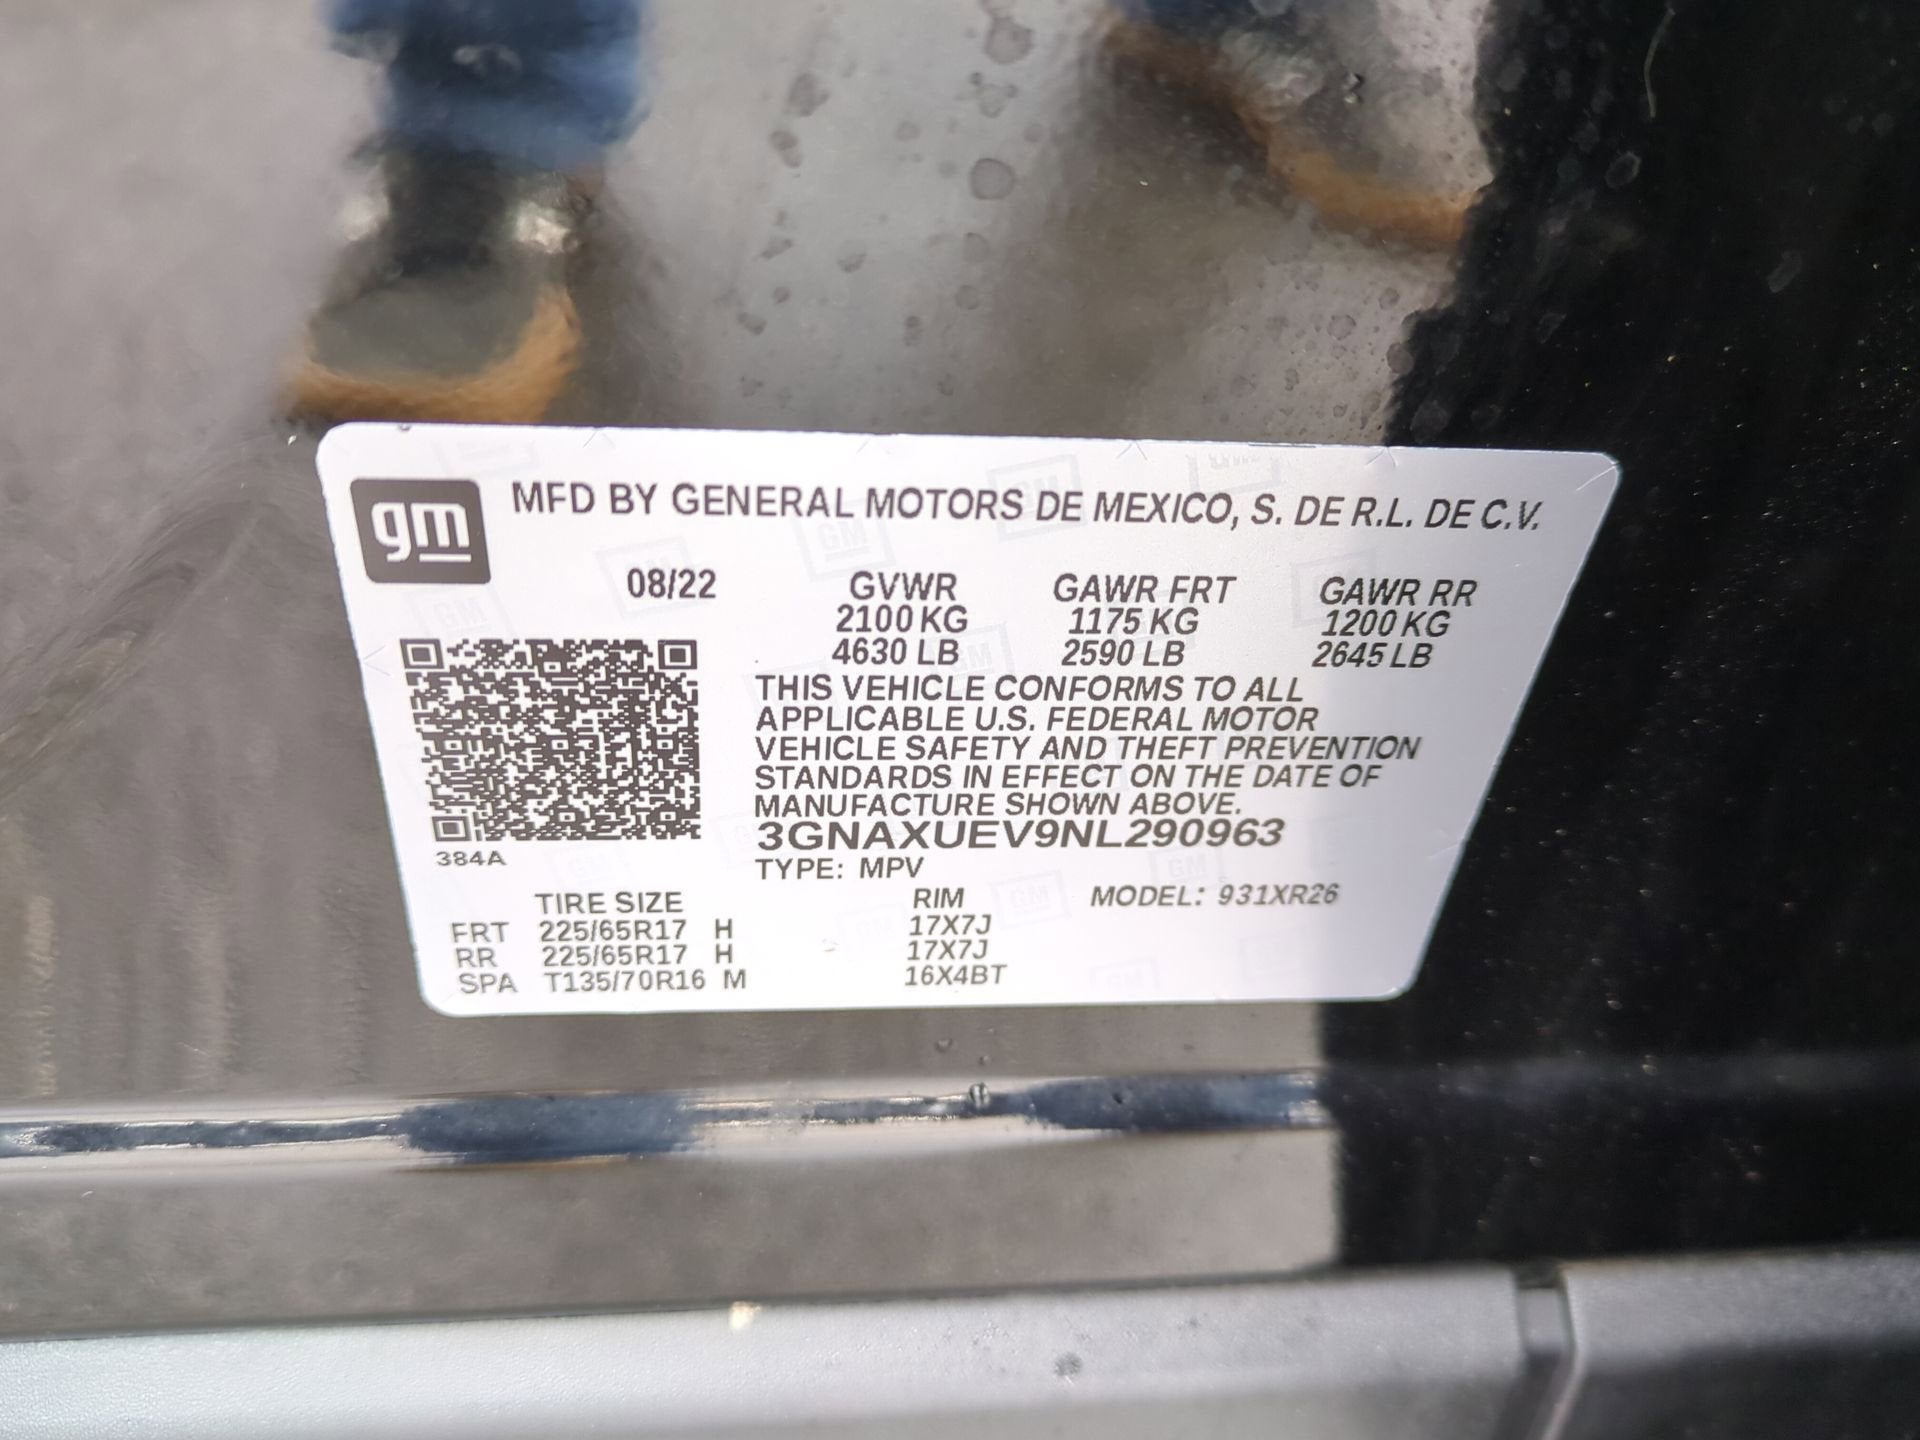 gm
MFD BY GENERAL MOTORS DE MEXICO, S. DE R.L. DE C.V.
08/22 GVWR GAWR FRT GAWR RR
2100 KG 1175 KG 1200 KG
4630 LB 2590 LB 2645 LB
THIS VEHICLE CONFORMS TO ALL
APPLICABLE U.S. FEDERAL MOTOR
VEHICLE SAFETY AND THEFT PREVENTION
STANDARDS IN EFFECT ON THE DATE OF
MANUFACTURE SHOWN ABOVE.
3GNAXUEV9NL290963
384A
TYPE: MPV
TIRE SIZE RIM MODEL: 931XR26
FRT 225/65R17 H 17X7J
RR 225/65R17 H 17X7J
SPA T135/70R16 M 16X4BT